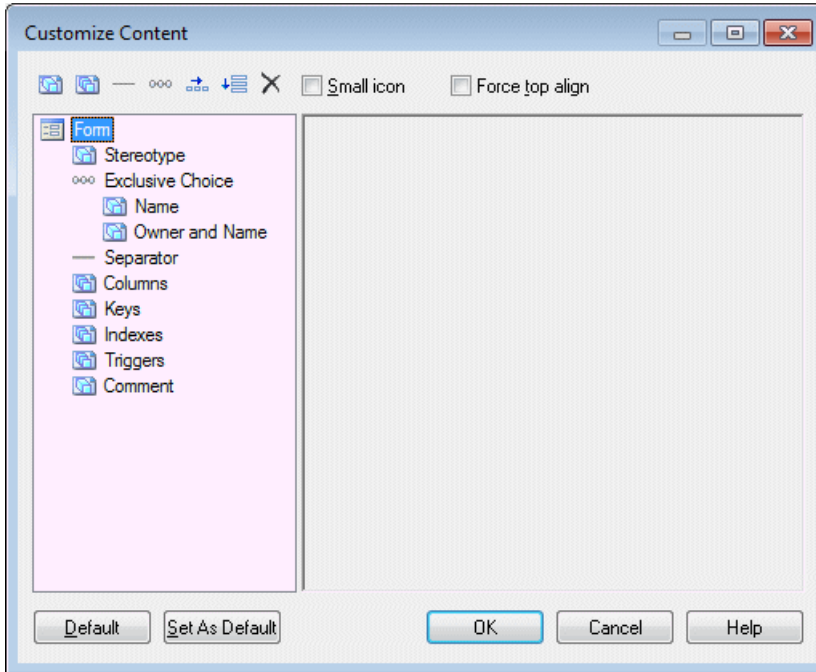 Customize Content
Small icon
Force top align
Form
Stereotype
Exclusive Choice
Name
Owner and Name
Separator
Columns
Keys
Indexes
Triggers
Comment
Default
Set As Default
OK
Cancel
Help